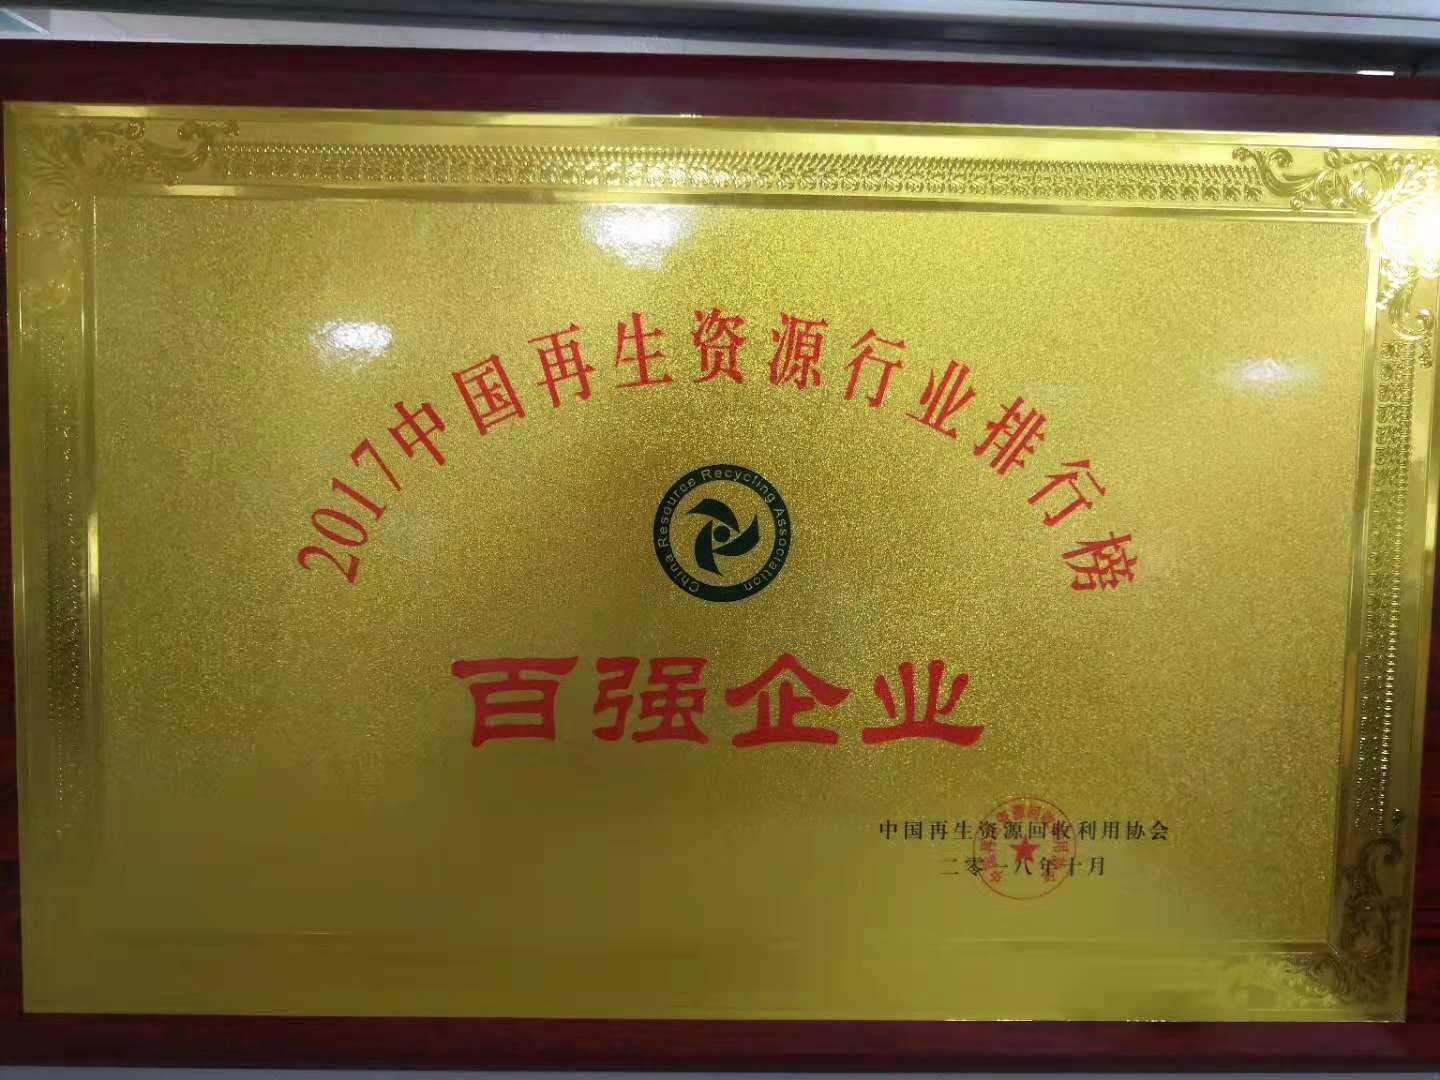 2017中国再生资源行业排行榜
China Resource Recycling Association
百强企业
中国再生资源回收利用协会
二零一八年十月